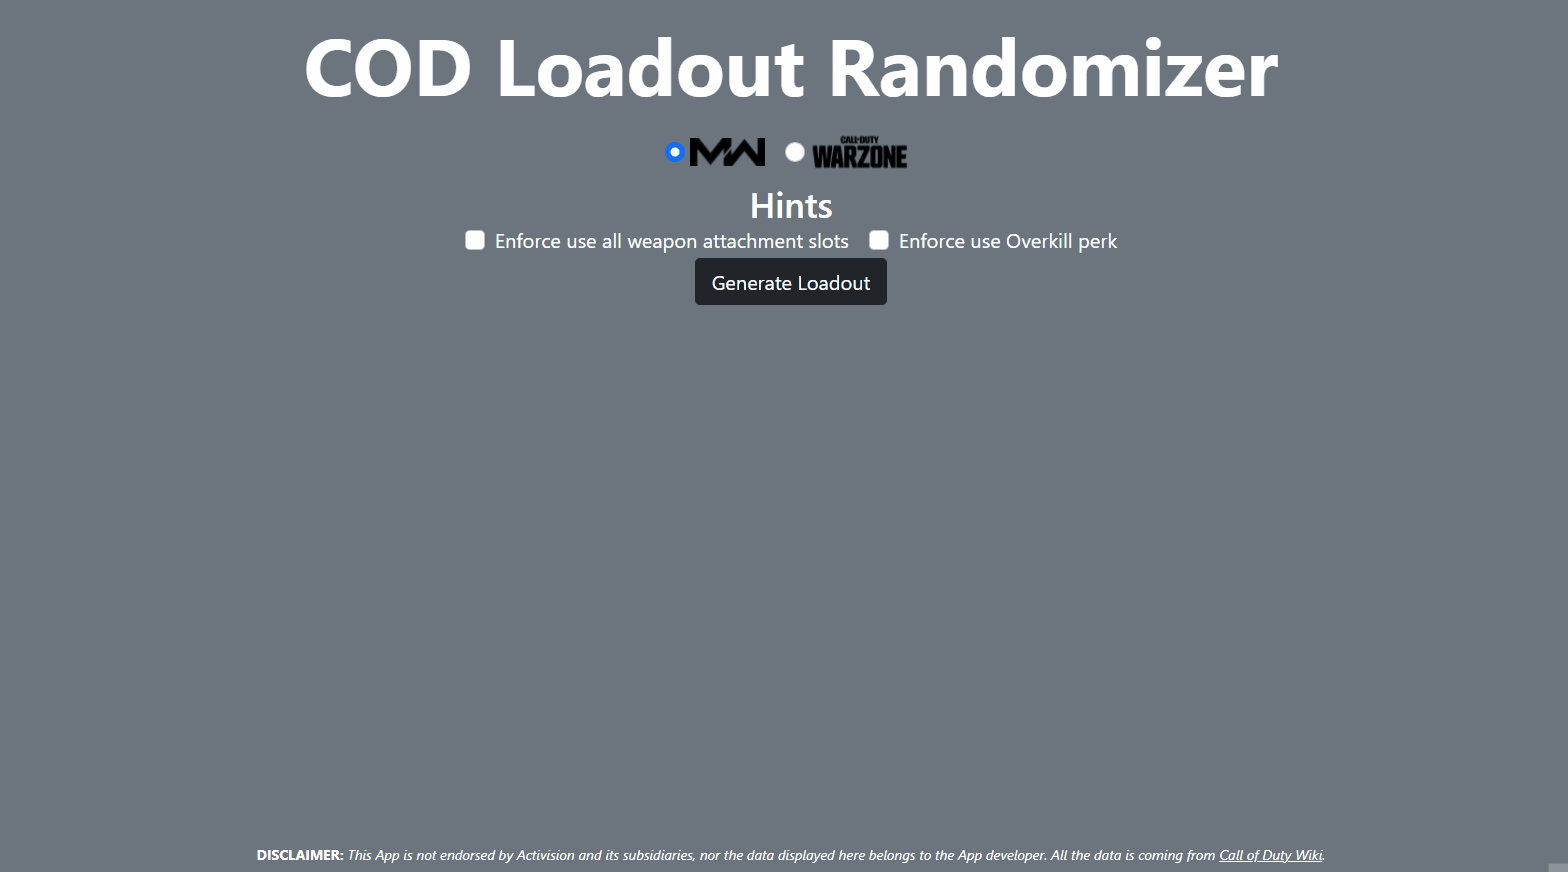 COD Loadout Randomizer
MW
CALL OF DUTY
WARZONE
Hints
Enforce use all weapon attachment slots Enforce use Overkill perk
Generate Loadout
DISCLAIMER: This App is not endorsed by Activision and its subsidiaries, nor the data displayed here belongs to the App developer. All the data is coming from Call of Duty Wiki.